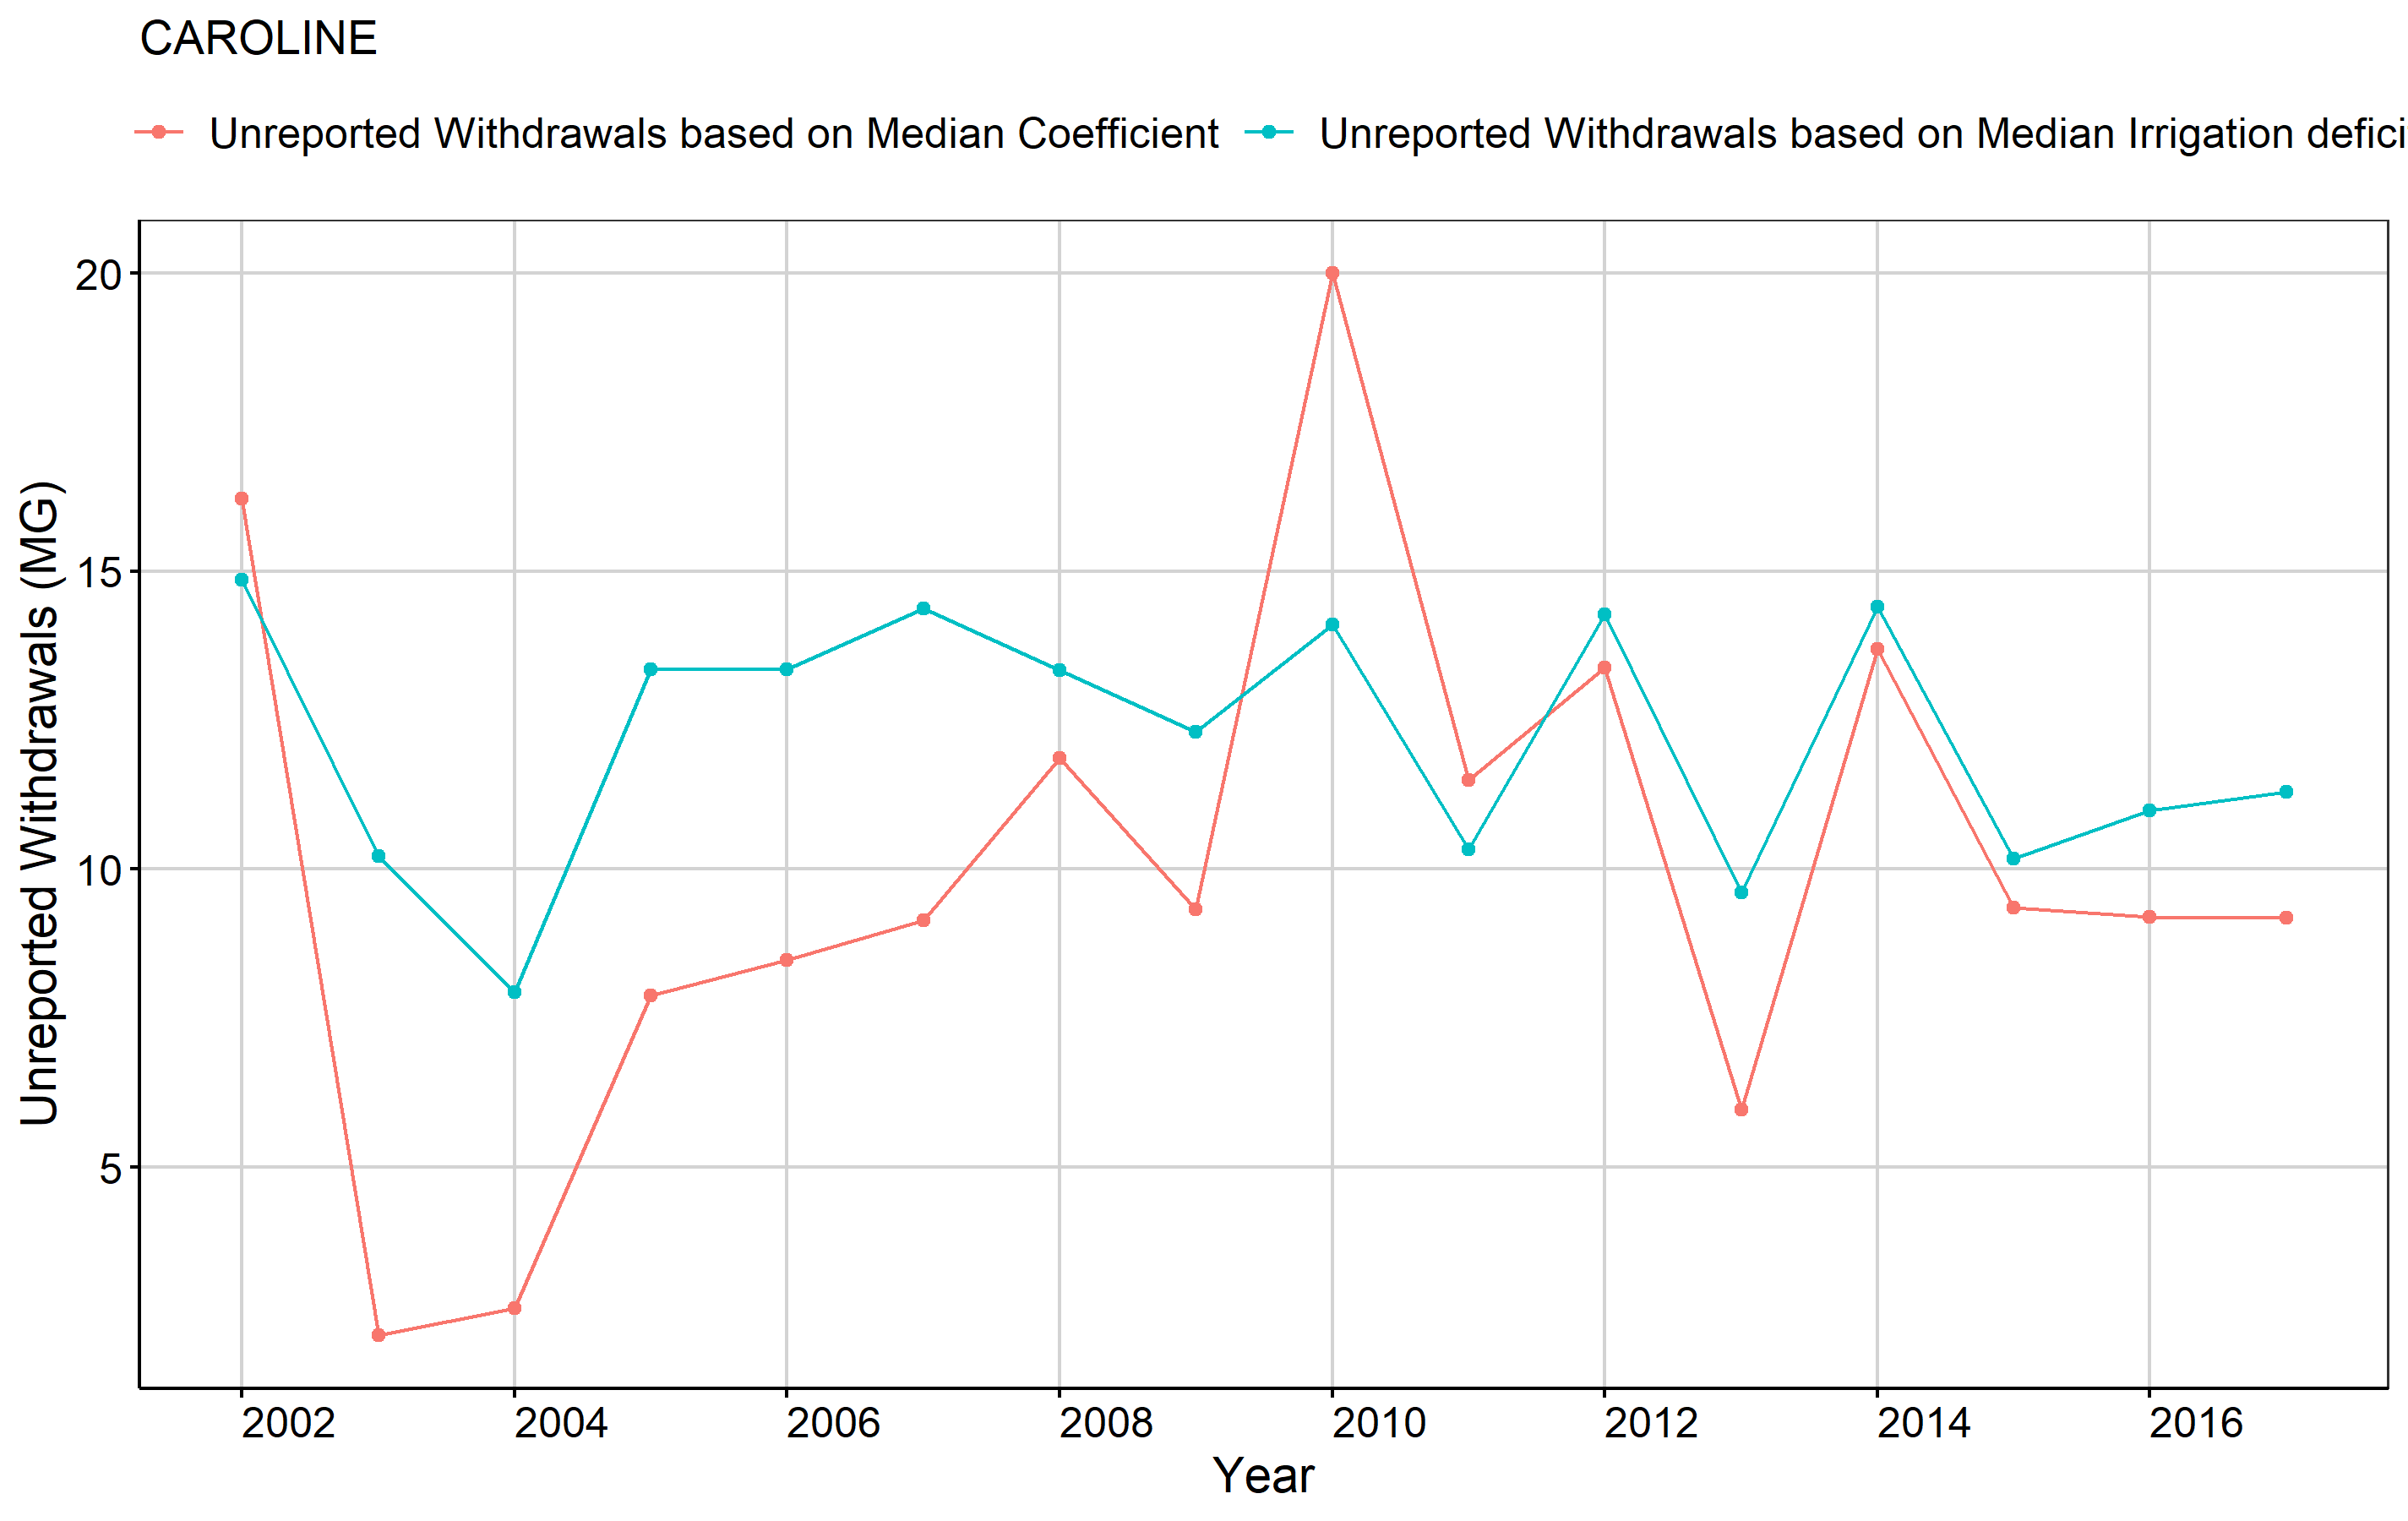 CAROLINE
Unreported Withdrawals based on Median Coefficient Unreported Withdrawals based on Median Irrigation defici
20
15
10
5
Unreported Withdrawals (MG)
2002 2004 2006 2008 2010 2012 2014 2016
Year